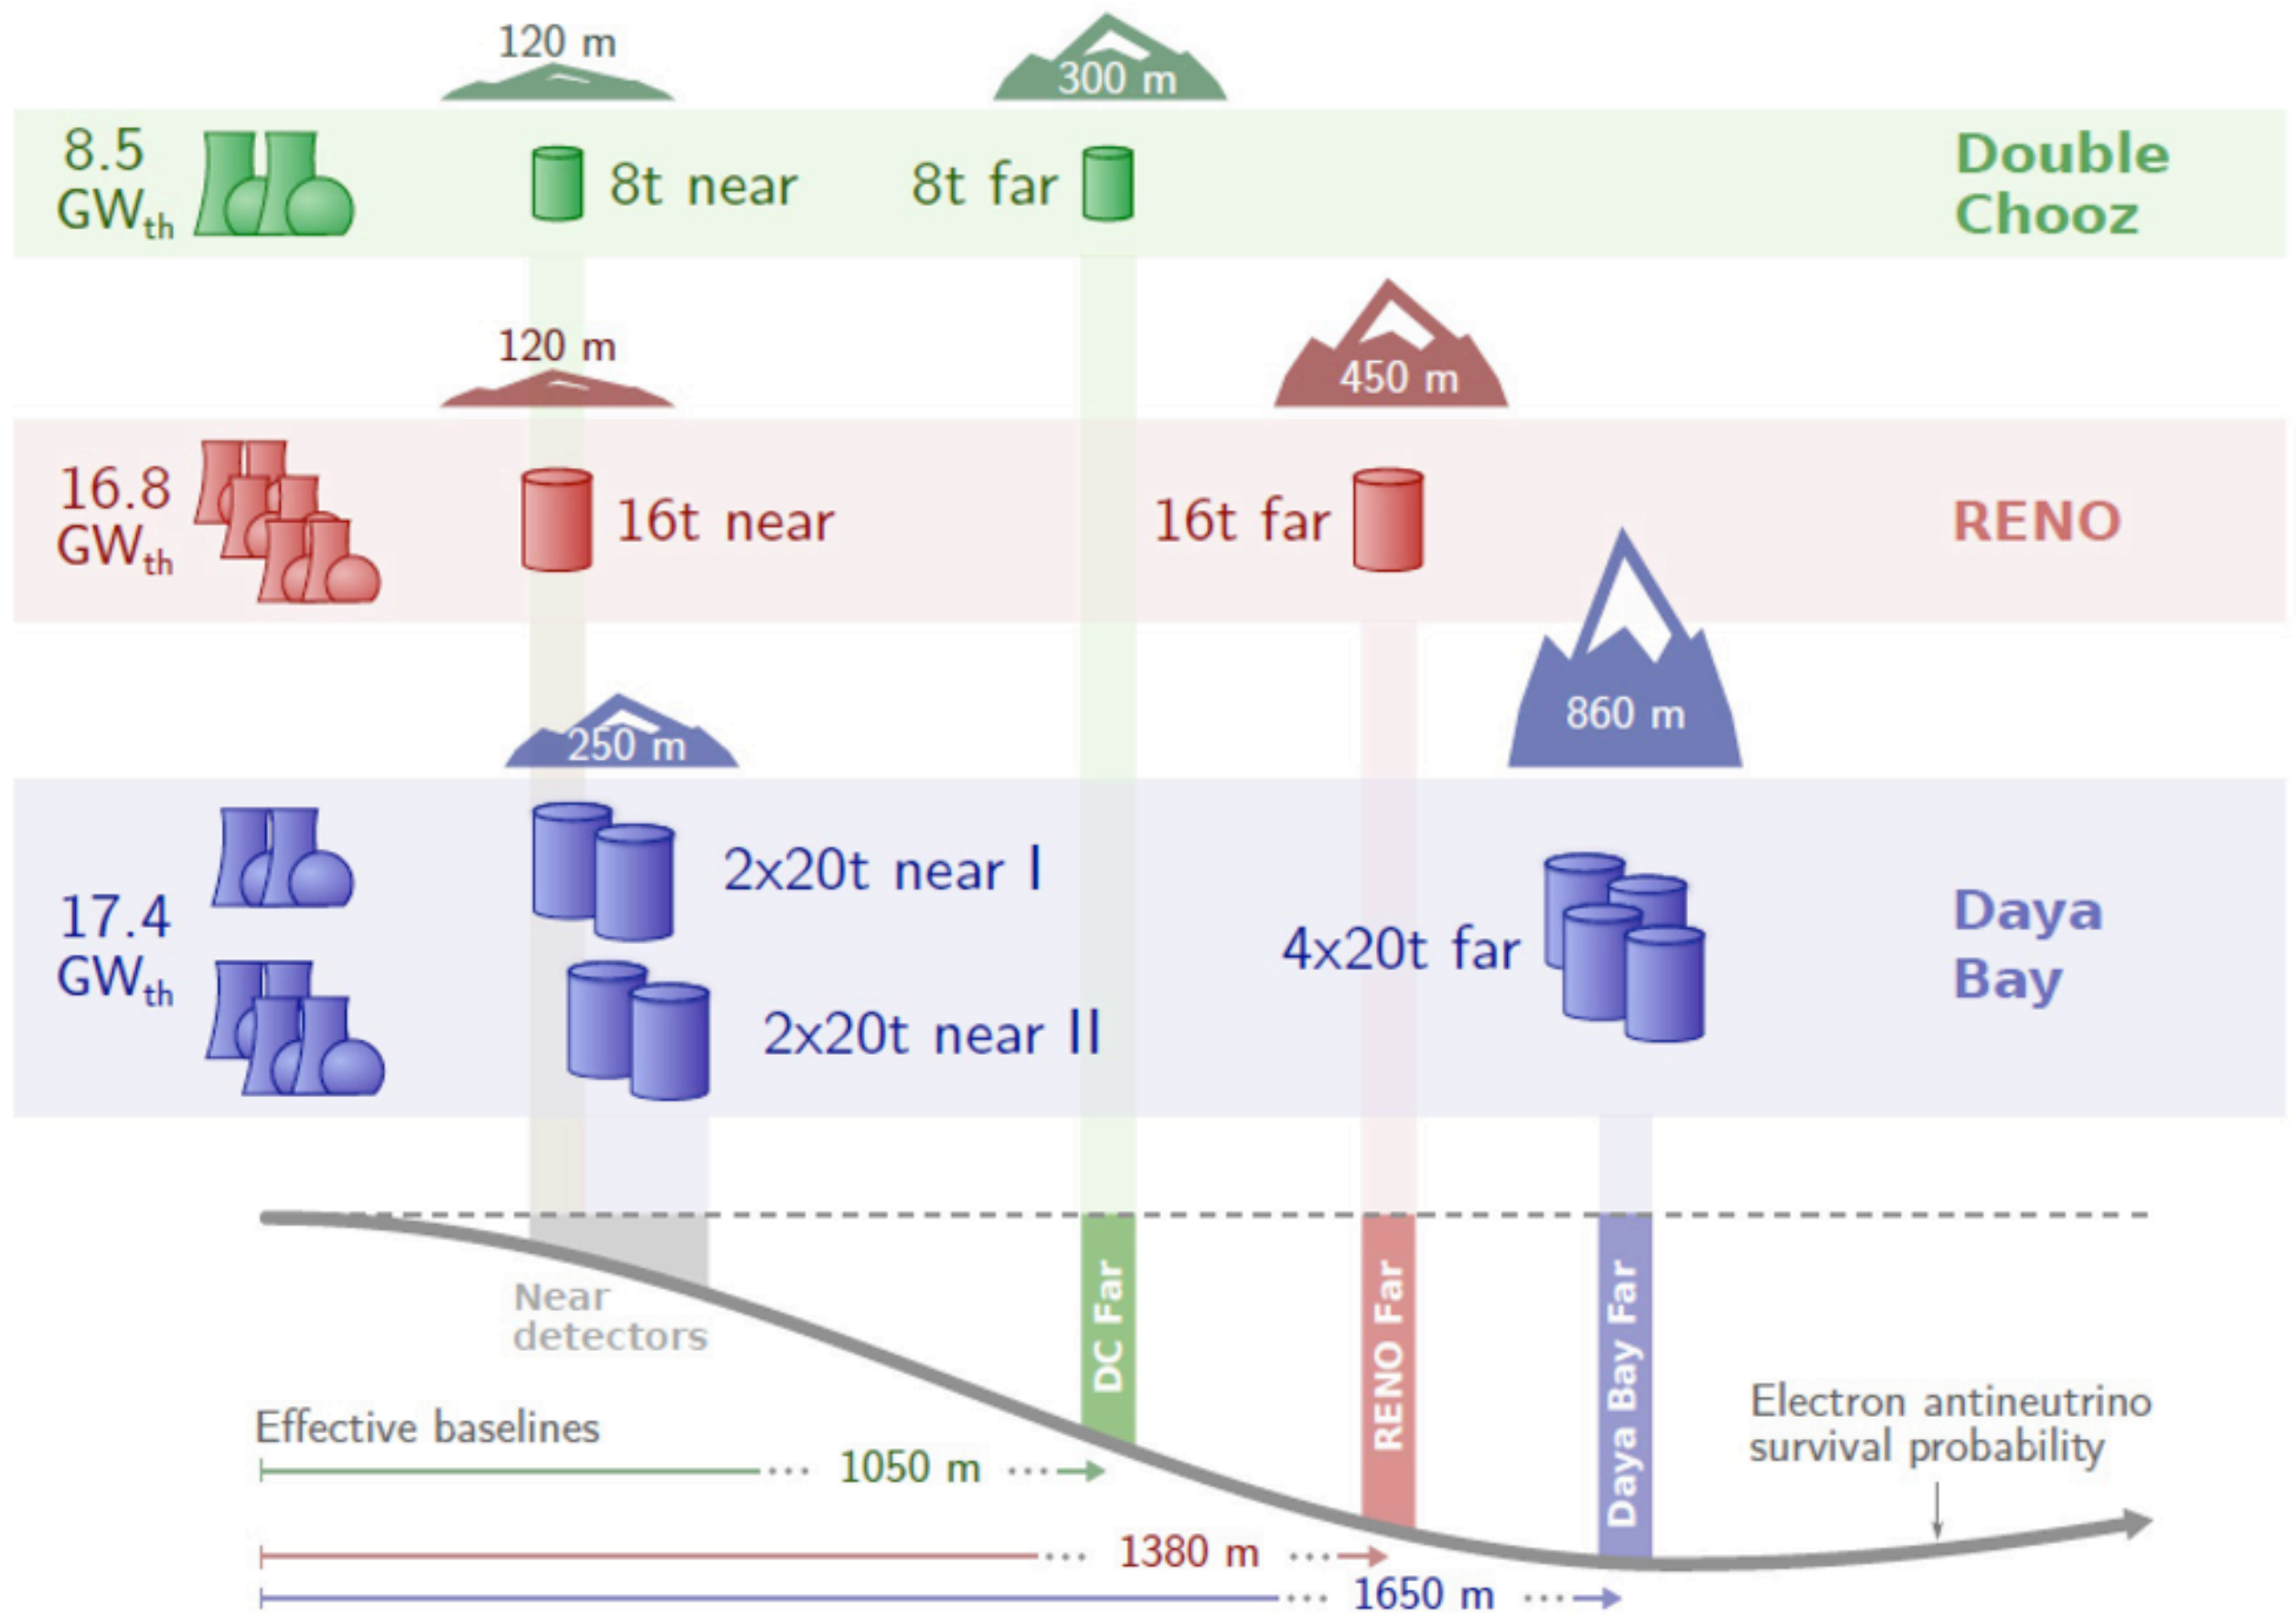 120 m
300 m
8.5
GWth
8t near
8t far
Double
Chooz
120 m
450 m
16.8
GWth
16t near
16t far
RENO
250 m
860 m
17.4
GWth
2x20t near I
2x20t near II
4x20t far
Daya
Bay
Near
detectors
DC Far
RENO Far
Daya Bay Far
Electron antineutrino
survival probability
Effective baselines
1050 m
1380 m
1650 m